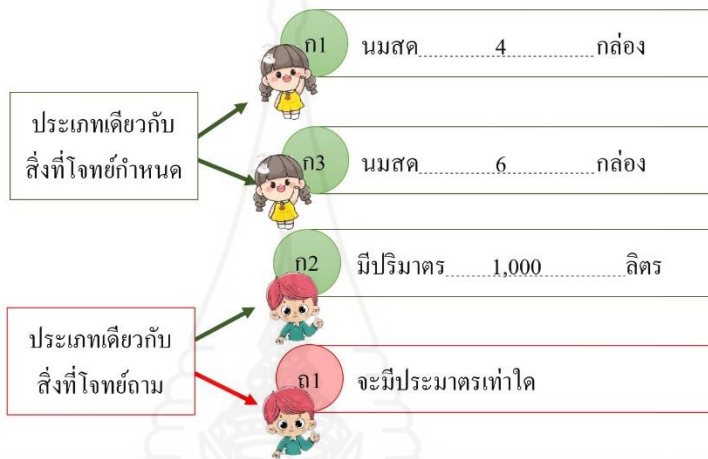 ก1 นมสด 4 กล่อง
ประเภทเดียวกับ
สิ่งที่โจทย์กำหนด
ก3 นมสด 6 กล่อง
ก2 มีปริมาตร 1,000 ลิตร
ประเภทเดียวกับ
สิ่งที่โจทย์ถาม
ถ1 จะมีประมาตรเท่าใด